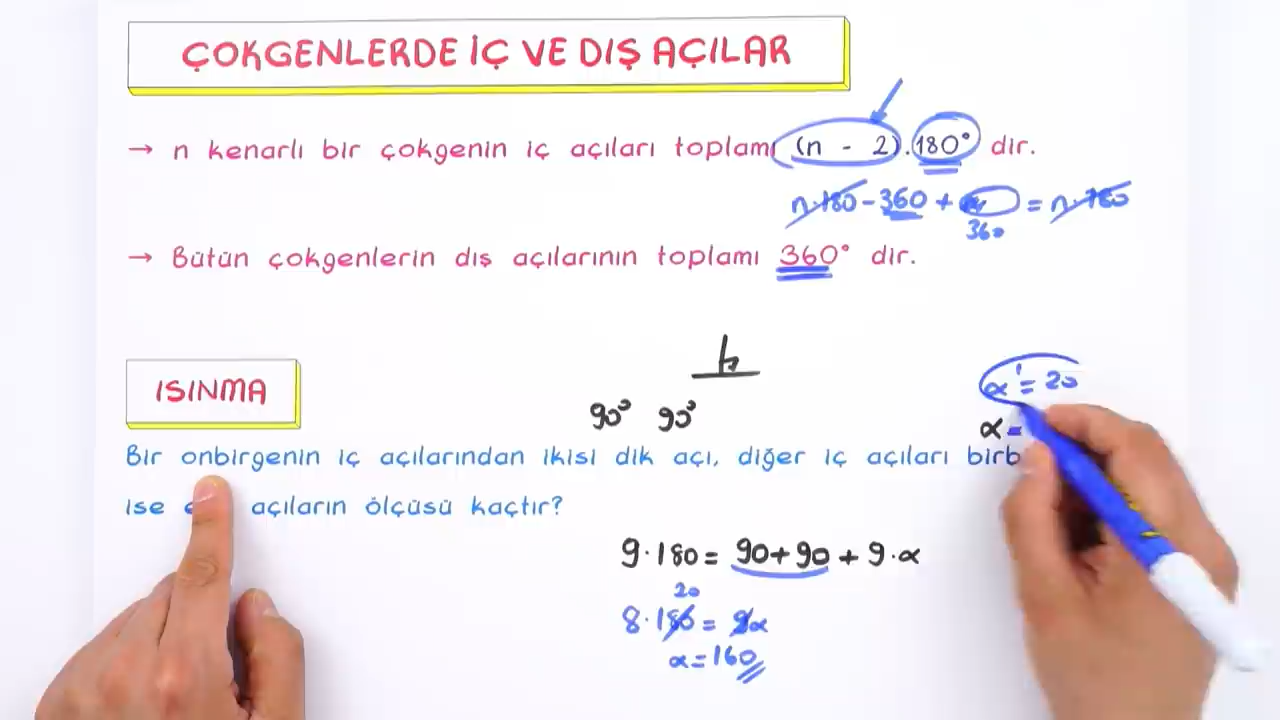 ÇOKGENLERDE İÇ VE DIŞ AÇILAR
→ n kenarlı bir çokgenin iç açıları toplamı (n - 2).180° dir.
n·180 - 360 + = n·180
360
→ Bütün çokgenlerin dış açılarının toplamı 360° dir.
ISINMA
90° 90°
α' = 20
α =
Bir onbirgenin iç açılarından ikisi dik açı, diğer iç açıları
ise açıların ölçüsü kaçtır?
9·180 = 90+90 + 9·α
20
8·180 = 9α
α = 160